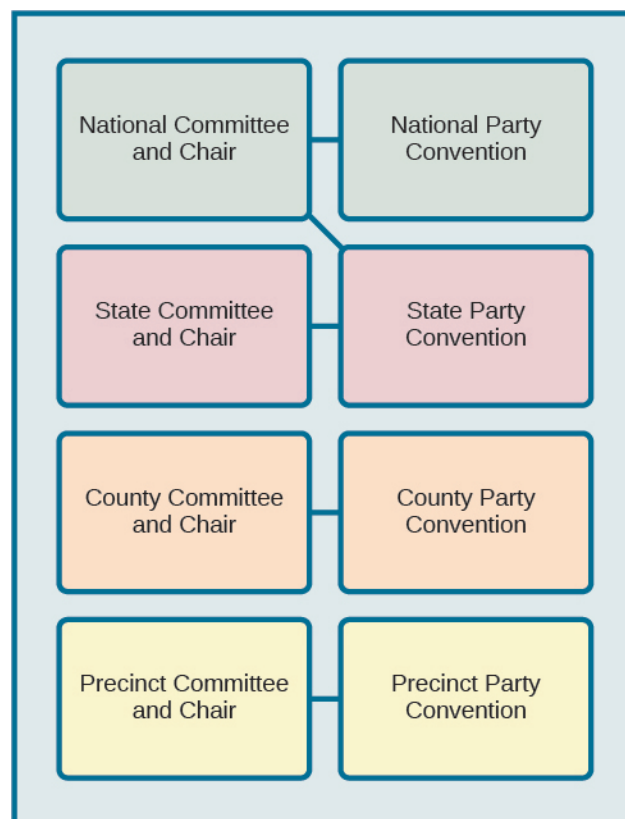 National Committee
and Chair
National Party
Convention
State Committee
and Chair
State Party
Convention
County Committee
and Chair
County Party
Convention
Precinct Committee
and Chair
Precinct Party
Convention